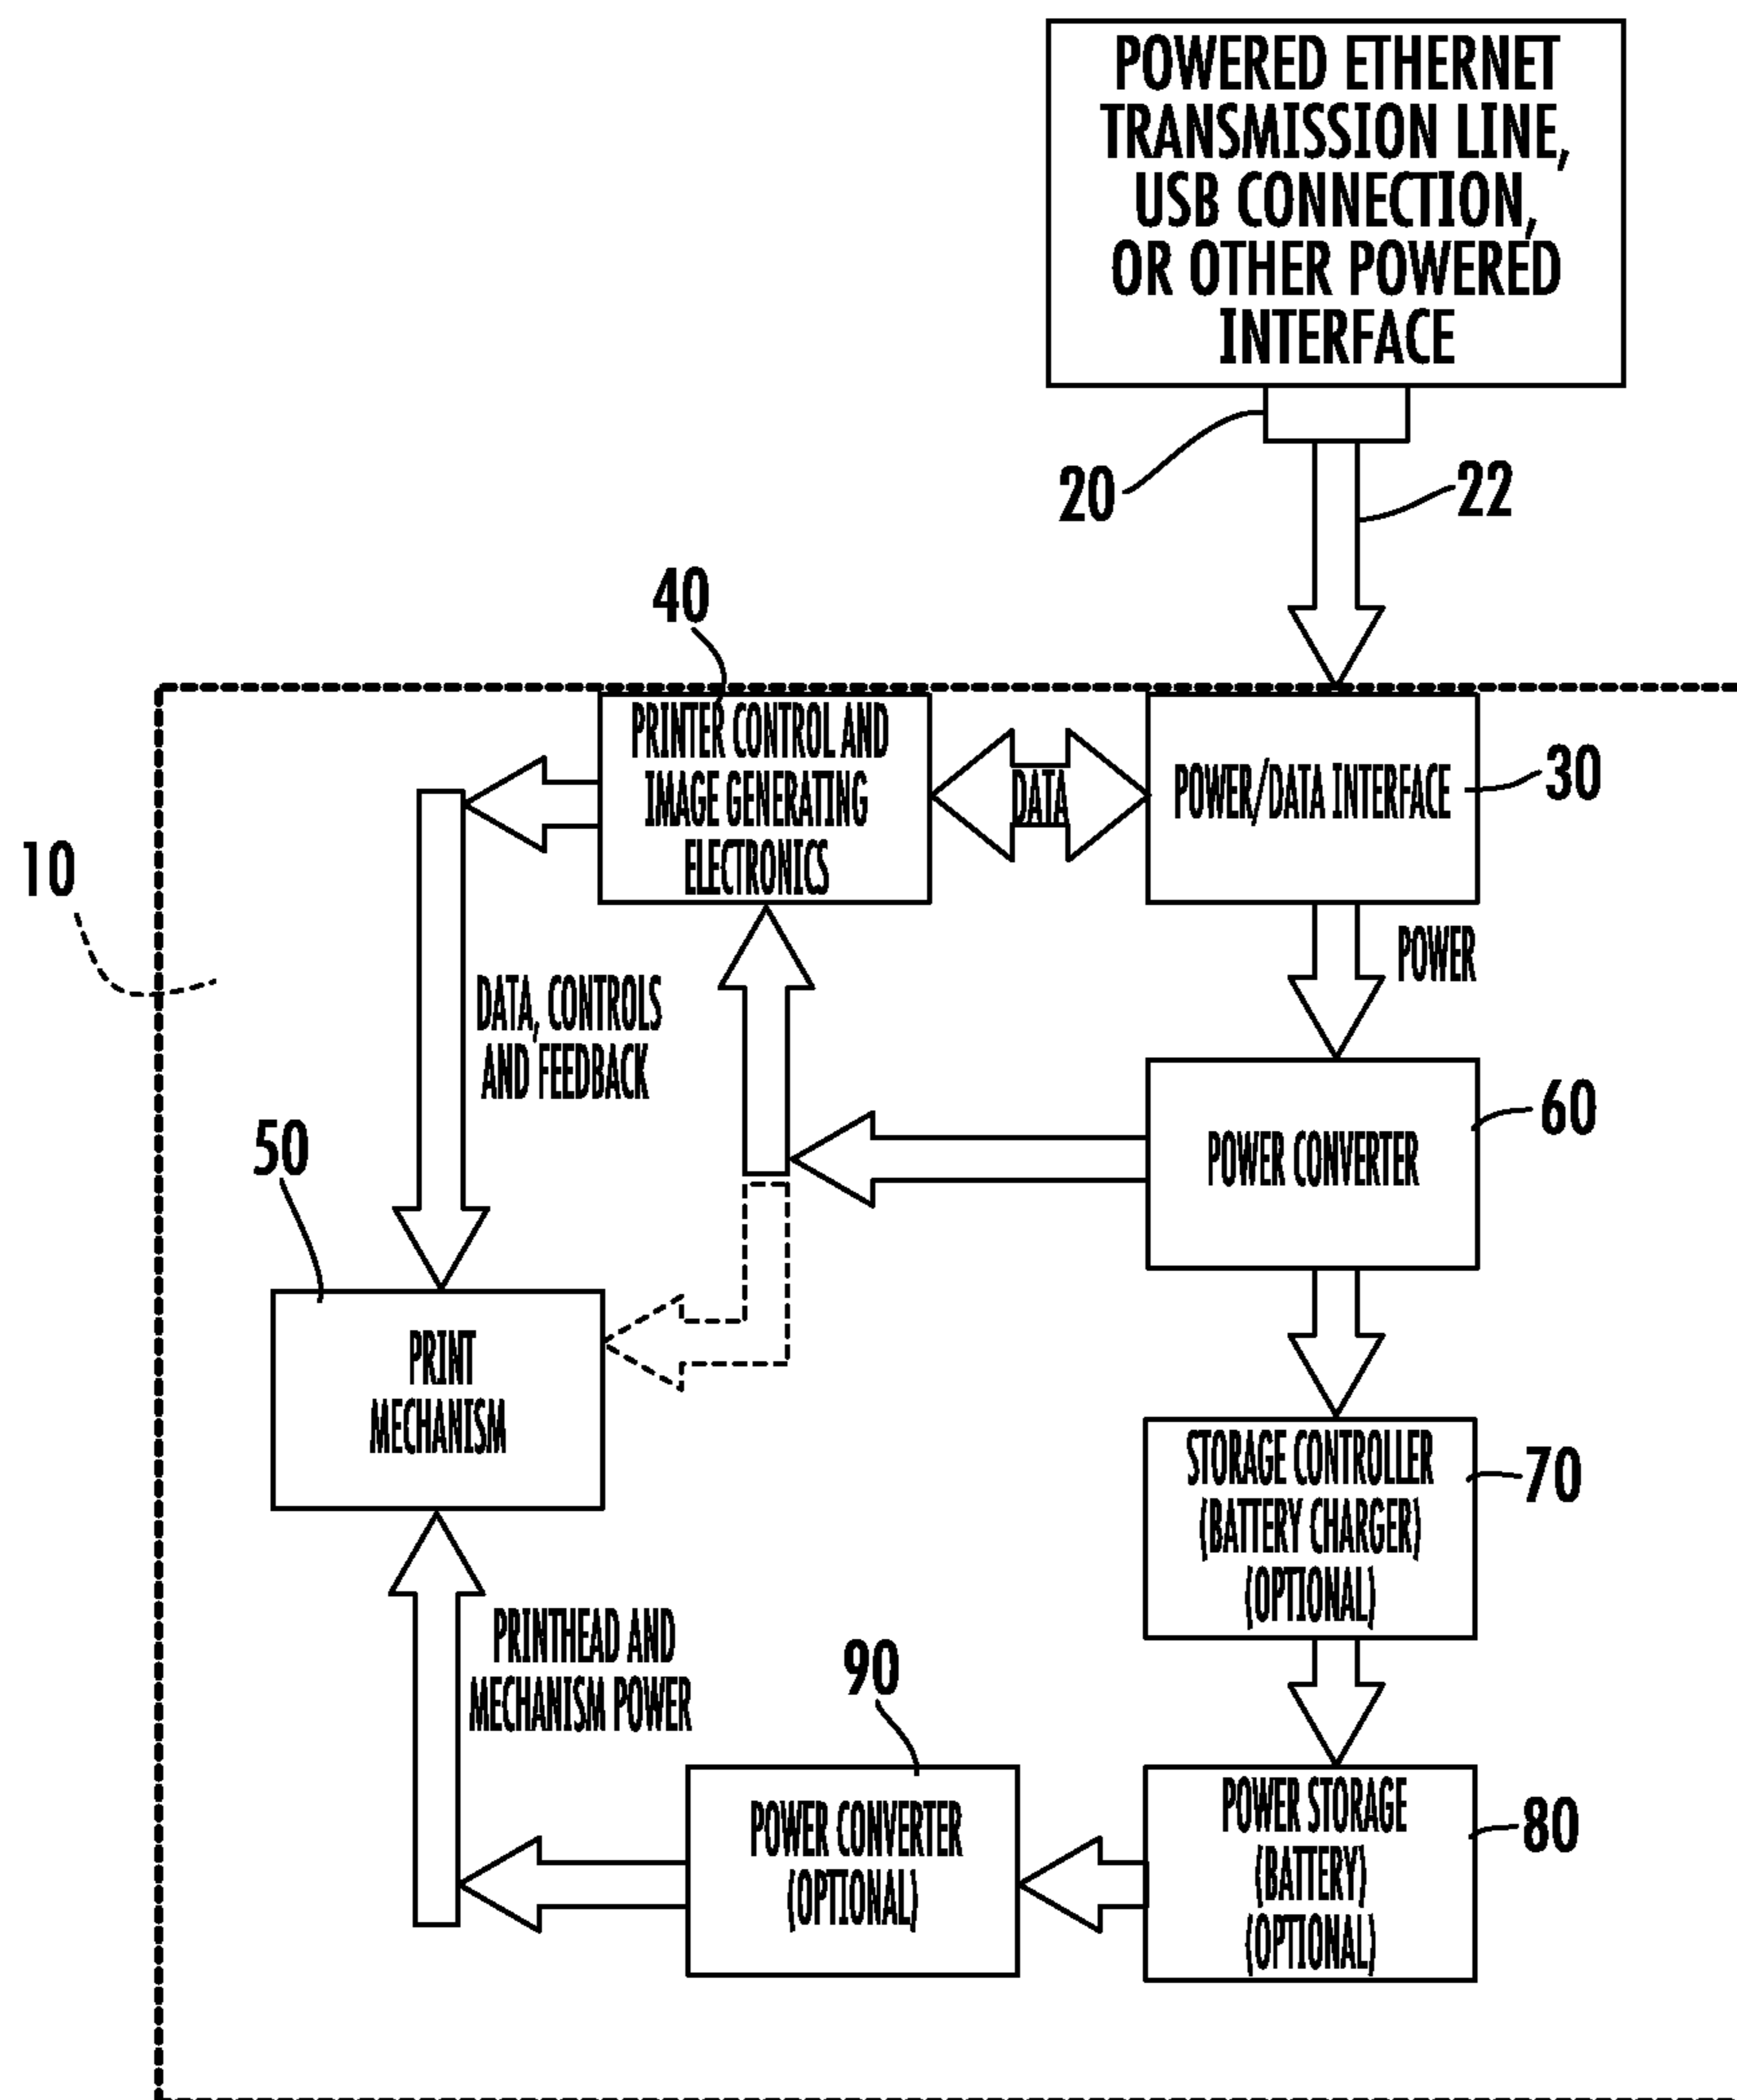 POWERED ETHERNET
TRANSMISSION LINE,
USB CONNECTION,
OR OTHER POWERED
INTERFACE
20
22
40
PRINTER CONTROL AND
IMAGE GENERATING
ELECTRONICS
DATA
POWER/DATA INTERFACE
30
10
POWER
DATA, CONTROLS
AND FEEDBACK
60
POWER CONVERTER
50
PRINT
MECHANISM
STORAGE CONTROLLER
(BATTERY CHARGER)
(OPTIONAL)
70
PRINTHEAD AND
MECHANISM POWER
90
POWER CONVERTER
(OPTIONAL)
POWER STORAGE
(BATTERY)
(OPTIONAL)
80